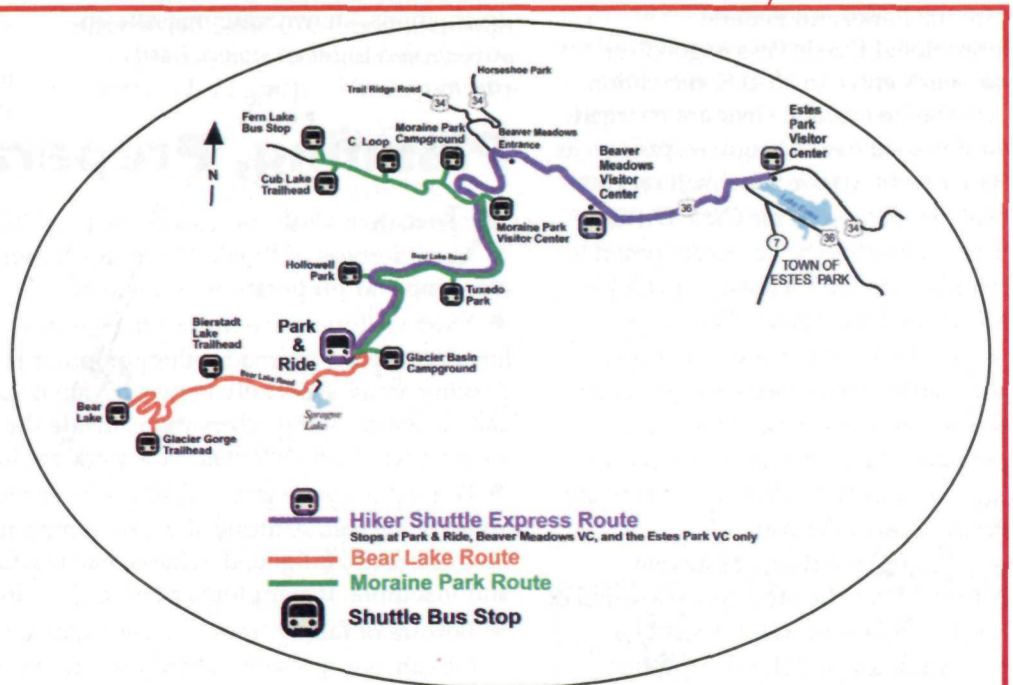 Horseshoe Park
Trail Ridge Road
34
34
Fern Lake
Bus Stop
C Loop
Moraine Park
Campground
Beaver Meadows
Entrance
Beaver
Meadows
Visitor
Center
Estes
Park
Visitor
Center
N
Cub Lake
Trailhead
Moraine Park
Visitor Center
36
Lake Estes
7
36
34
TOWN OF
ESTES PARK
Hollowell
Park
Bear Lake Road
Tuxedo
Park
Bierstadt
Lake
Trailhead
Park
&
Ride
Glacier Basin
Campground
Bear Lake Road
Sprague
Lake
Bear
Lake
Glacier Gorge
Trailhead
Hiker Shuttle Express Route
Stops at Park & Ride, Beaver Meadows VC, and the Estes Park VC only
Bear Lake Route
Moraine Park Route
Shuttle Bus Stop